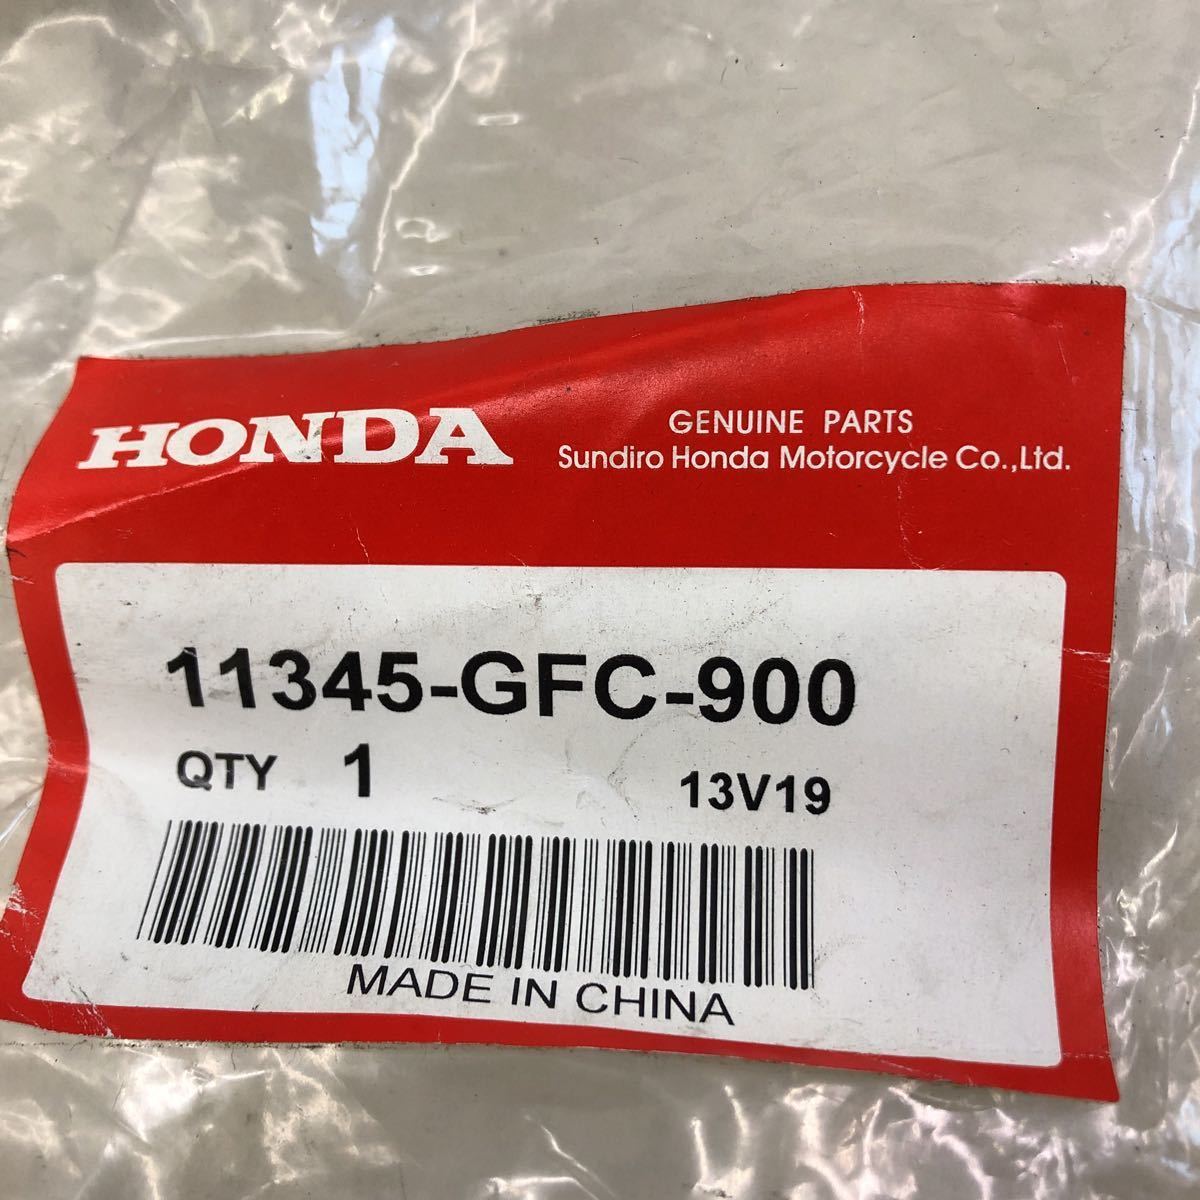 HONDA
GENUINE PARTS
Sundiro Honda Motorcycle Co.,Ltd.
11345-GFC-900
QTY 1 13V19
MADE IN CHINA